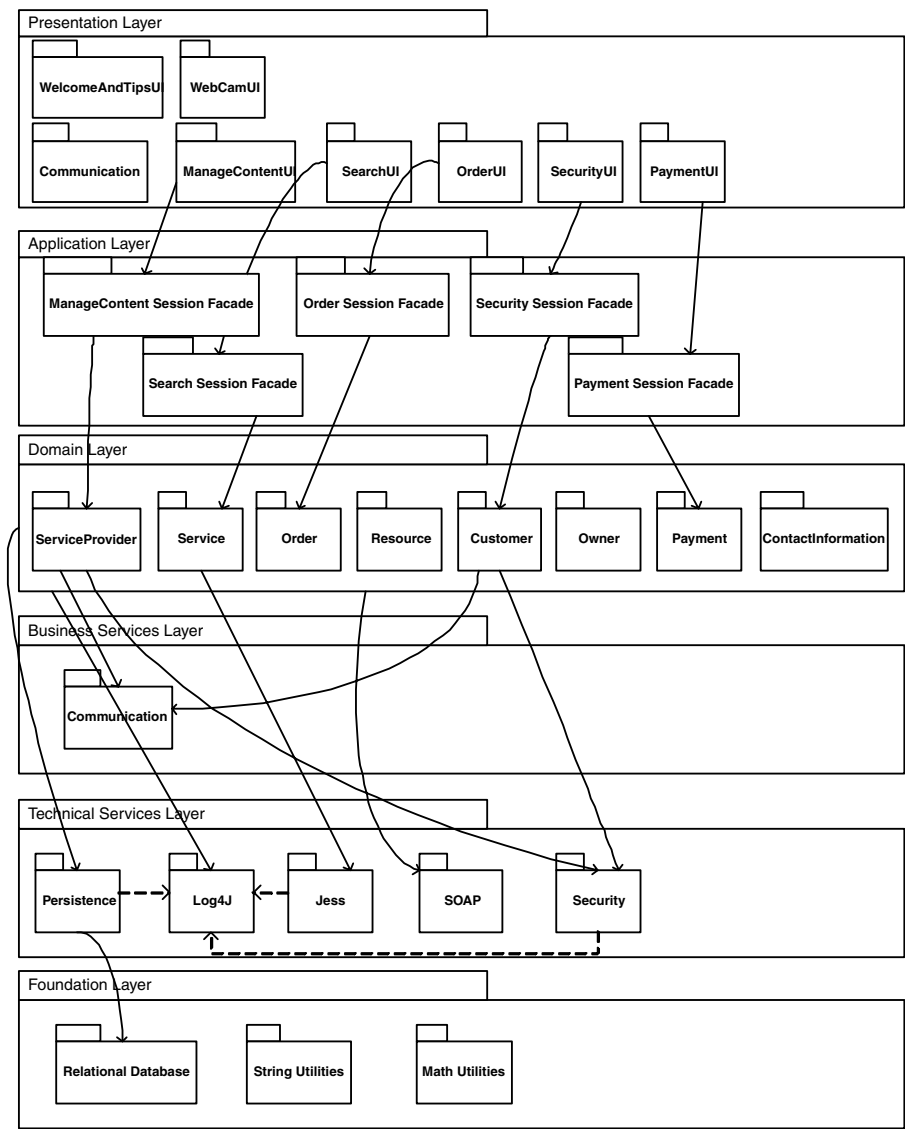 Presentation Layer
WelcomeAndTipsUI
WebCamUI
Communication
ManageContentUI
SearchUI
OrderUI
SecurityUI
PaymentUI
Application Layer
ManageContent Session Facade
Order Session Facade
Security Session Facade
Search Session Facade
Payment Session Facade
Domain Layer
ServiceProvider
Service
Order
Resource
Customer
Owner
Payment
ContactInformation
Business Services Layer
Communication
Technical Services Layer
Persistence
Log4J
Jess
SOAP
Security
Foundation Layer
Relational Database
String Utilities
Math Utilities